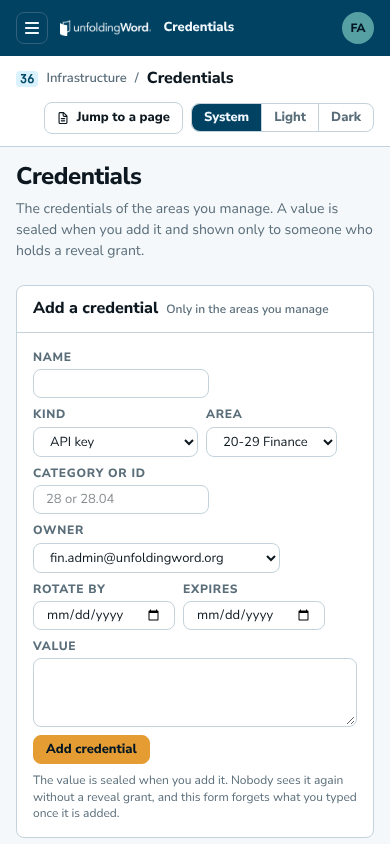 unfoldingWord. Credentials FA
36 Infrastructure / Credentials
Jump to a page System Light Dark
Credentials
The credentials of the areas you manage. A value is
sealed when you add it and shown only to someone who
holds a reveal grant.
Add a credential Only in the areas you manage
NAME
KIND AREA
API key 20-29 Finance
CATEGORY OR ID
28 or 28.04
OWNER
fin.admin@unfoldingword.org
ROTATE BY EXPIRES
mm/dd/yyyy mm/dd/yyyy
VALUE
Add credential
The value is sealed when you add it. Nobody sees it again
without a reveal grant, and this form forgets what you typed
once it is added.